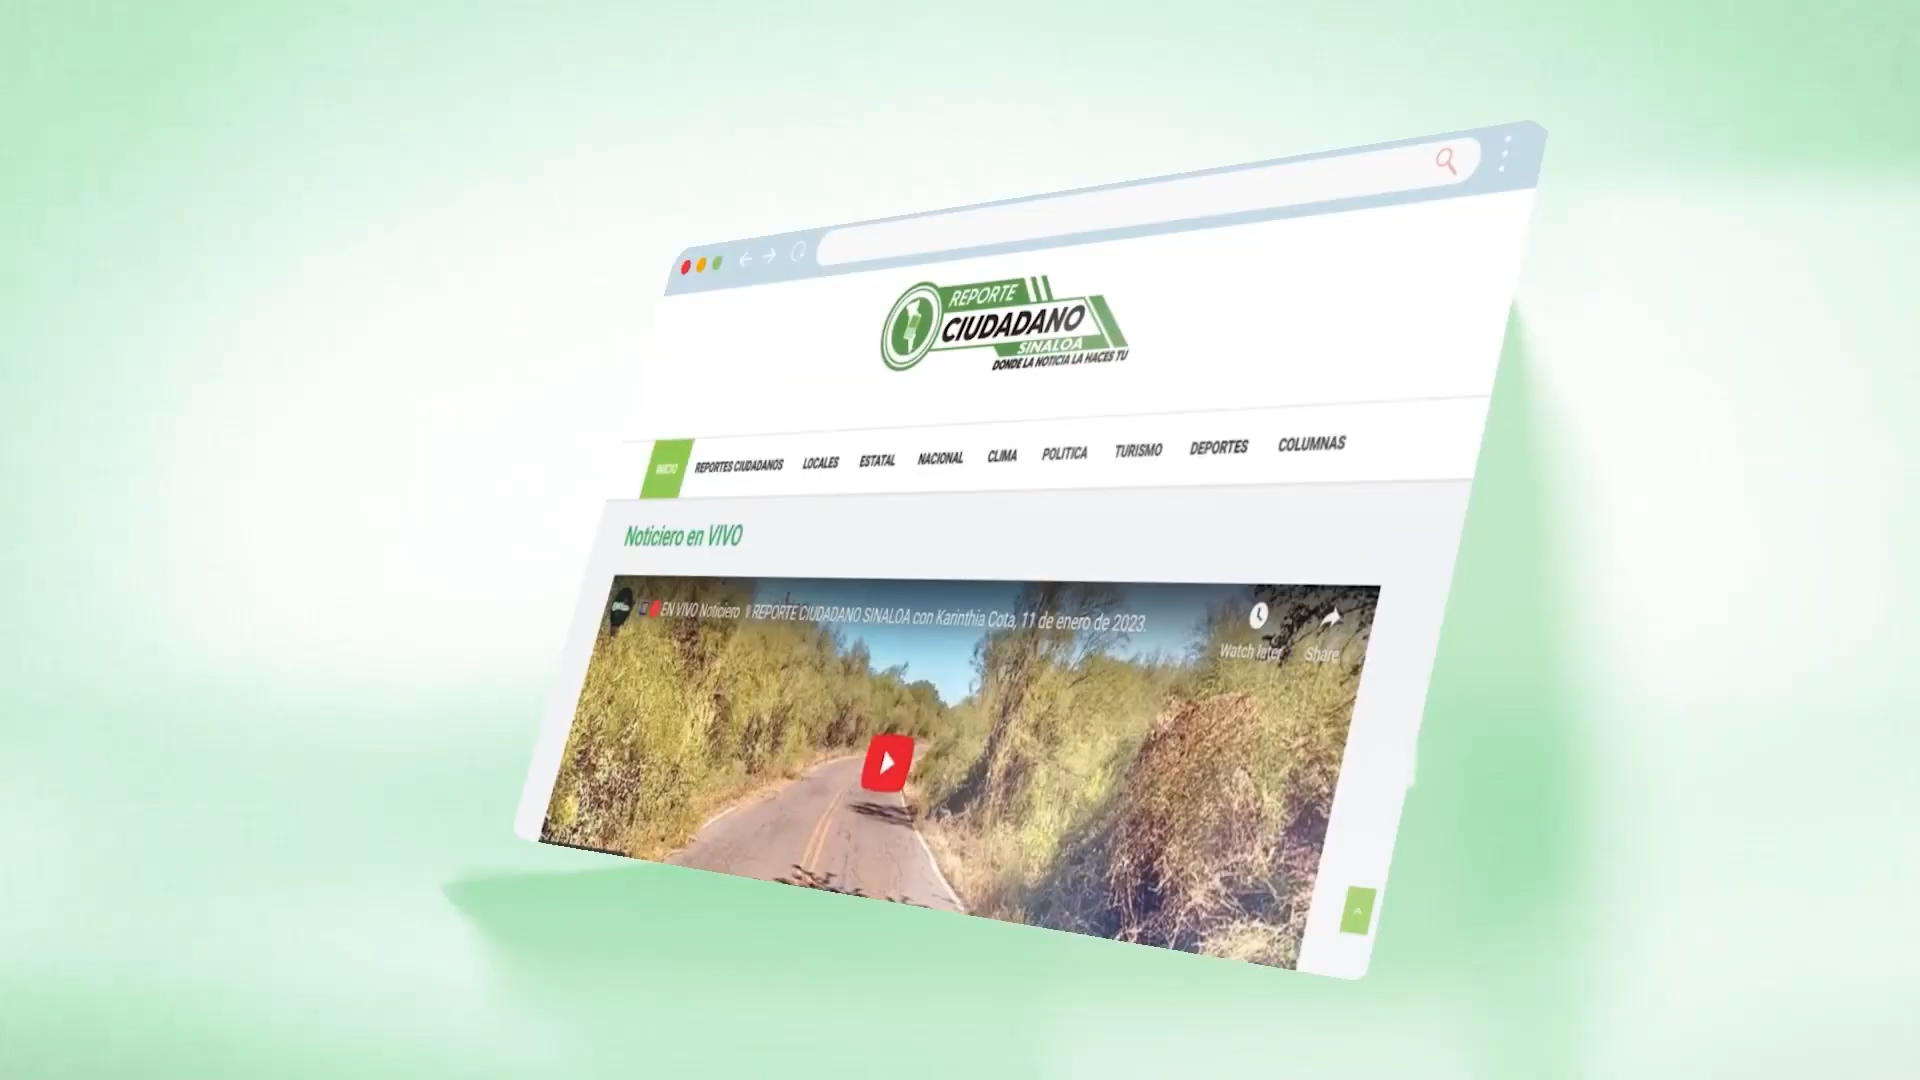 REPORTE
CIUDADANO
SINALOA
DONDE LA NOTICIA LA HACES TU
INICIO REPORTES CIUDADANOS LOCALES ESTATAL NACIONAL CLIMA POLITICA TURISMO DEPORTES COLUMNAS
Noticiero en VIVO
EN VIVO Noticiero || REPORTE CIUDADANO SINALOA con Karinthia Cota, 11 de enero de 2023.
Watch later Share